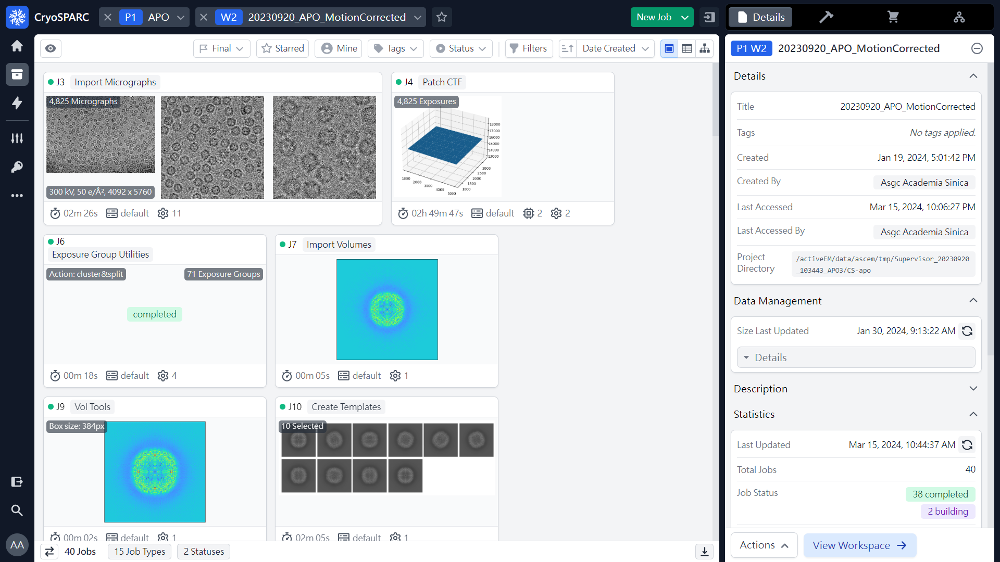 CryoSPARC
P1 APO
W2 20230920_APO_MotionCorrected
New Job
Details
Final
Starred
Mine
Tags
Status
Filters
Date Created
J3 Import Micrographs
4,825 Micrographs
300 kV, 50 e/Å², 4092 x 5760
02m 26s default 11
J4 Patch CTF
4,825 Exposures
18000
17000
16000
15000
14000
13000
3000
2500
2000
1500
1000
1000
2000
3000
4000
5000
02h 49m 47s default 2 2
J6
Exposure Group Utilities
Action: cluster&split
71 Exposure Groups
completed
00m 18s default 4
J7 Import Volumes
00m 05s default 1
J9 Vol Tools
Box size: 384px
00m 02s default 1
J10 Create Templates
10 Selected
02m 05s default 1
40 Jobs
15 Job Types
2 Statuses
AA
P1 W2 20230920_APO_MotionCorrected
Details
Title 20230920_APO_MotionCorrected
Tags No tags applied.
Created Jan 19, 2024, 5:01:42 PM
Created By Asgc Academia Sinica
Last Accessed Mar 15, 2024, 10:06:27 PM
Last Accessed By Asgc Academia Sinica
Project Directory
/activeEM/data/ascem/tmp/Supervisor_20230920
_103443_APO3/CS-apo
Data Management
Size Last Updated Jan 30, 2024, 9:13:22 AM
Details
Description
Statistics
Last Updated Mar 15, 2024, 10:44:37 AM
Total Jobs 40
Job Status 38 completed
2 building
Actions
View Workspace